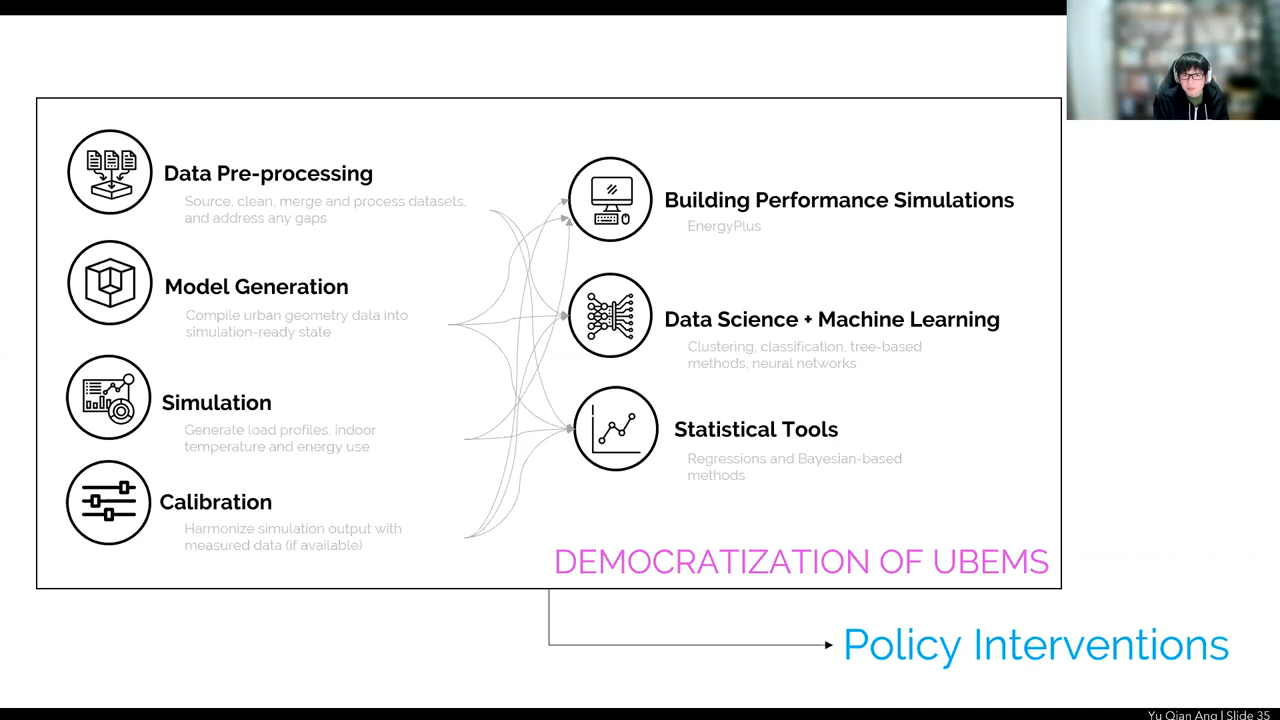 Data Pre-processing
Source, clean, merge and process datasets,
and address any gaps
Model Generation
Compile urban geometry data into
simulation-ready state
Simulation
Generate load profiles, indoor
temperature and energy use
Calibration
Harmonize simulation output with
measured data (if available)
Building Performance Simulations
EnergyPlus
Data Science + Machine Learning
Clustering, classification, tree-based
methods, neural networks
Statistical Tools
Regressions and Bayesian-based
methods
DEMOCRATIZATION OF UBEMS
Policy Interventions
Yu Qian Ang | Slide 35